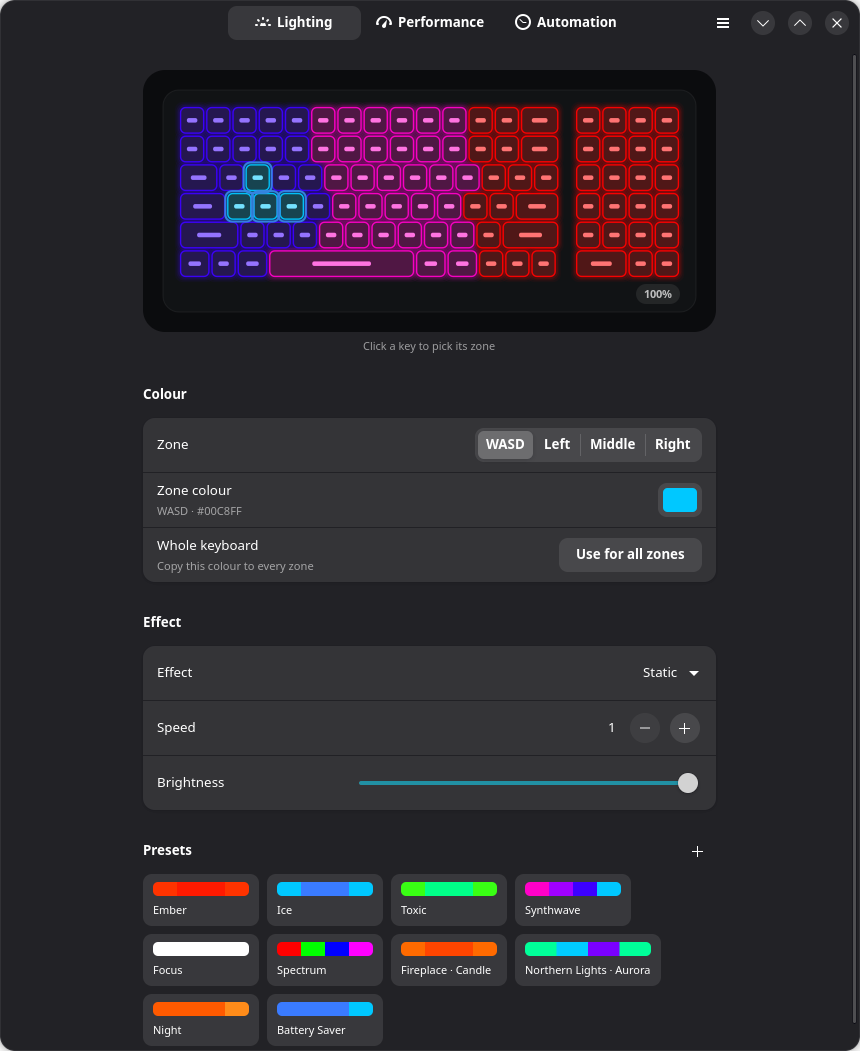 Lighting
Performance
Automation
100%
Click a key to pick its zone
Colour
Zone
WASD
Left
Middle
Right
Zone colour
WASD · #00C8FF
Whole keyboard
Copy this colour to every zone
Use for all zones
Effect
Effect
Static
Speed
1
Brightness
Presets
Ember
Ice
Toxic
Synthwave
Focus
Spectrum
Fireplace · Candle
Northern Lights · Aurora
Night
Battery Saver